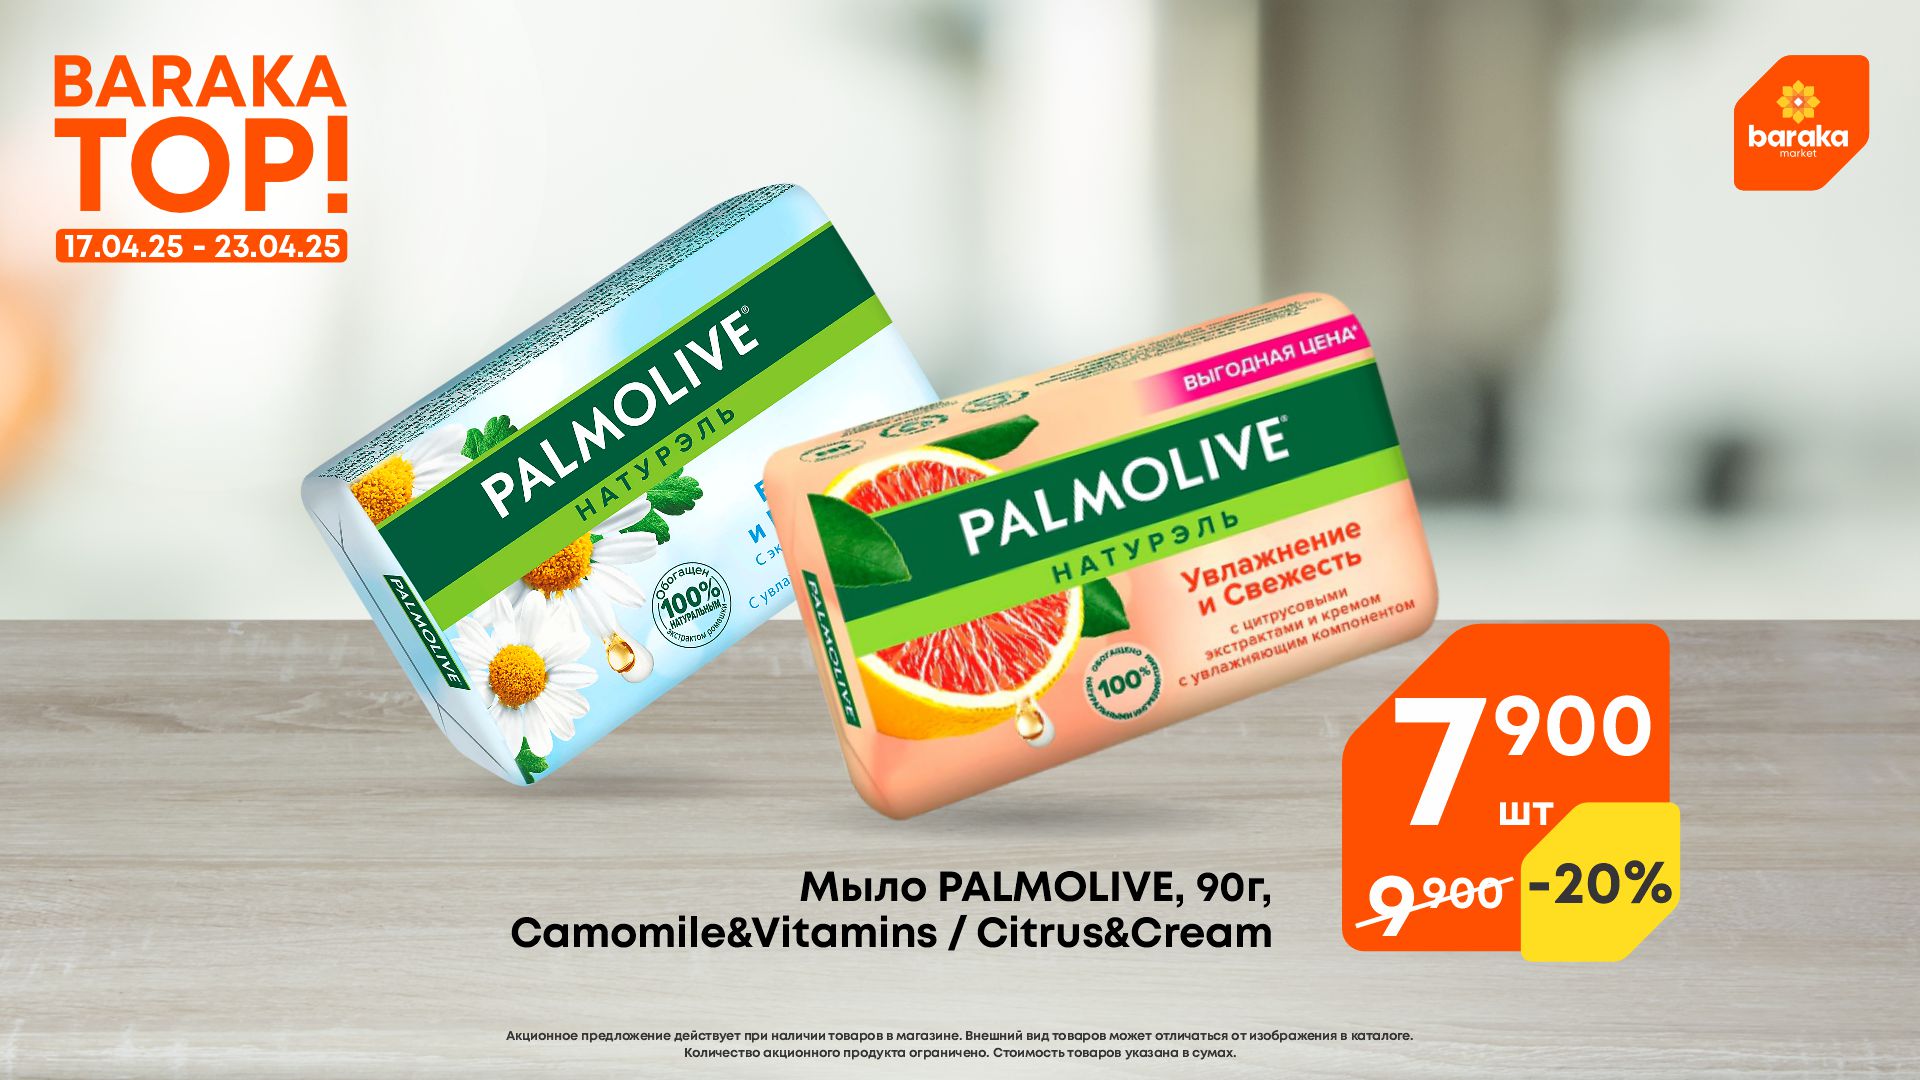 BARAKA
TOP!
17.04.25 - 23.04.25
baraka
market
PALMOLIVE
НАТУРЭЛЬ
и
С
С увла
Обогащен
100%
НАТУРАЛЬНЫМ
экстрактом ромашки
PALMOLIVE
ВЫГОДНАЯ ЦЕНА*
PALMOLIVE
НАТУРЭЛЬ
Увлажнение
и Свежесть
с цитрусовыми
экстрактами и кремом
с увлажняющим компонентом
ОБОГАЩЕНО
100%
PALMOLIVE
7 900
шт
9 900
-20%
Мыло PALMOLIVE, 90г,
Camomile&Vitamins / Citrus&Cream
Акционное предложение действует при наличии товаров в магазине. Внешний вид товаров может отличаться от изображения в каталоге.
Количество акционного продукта ограничено. Стоимость товаров указана в сумах.